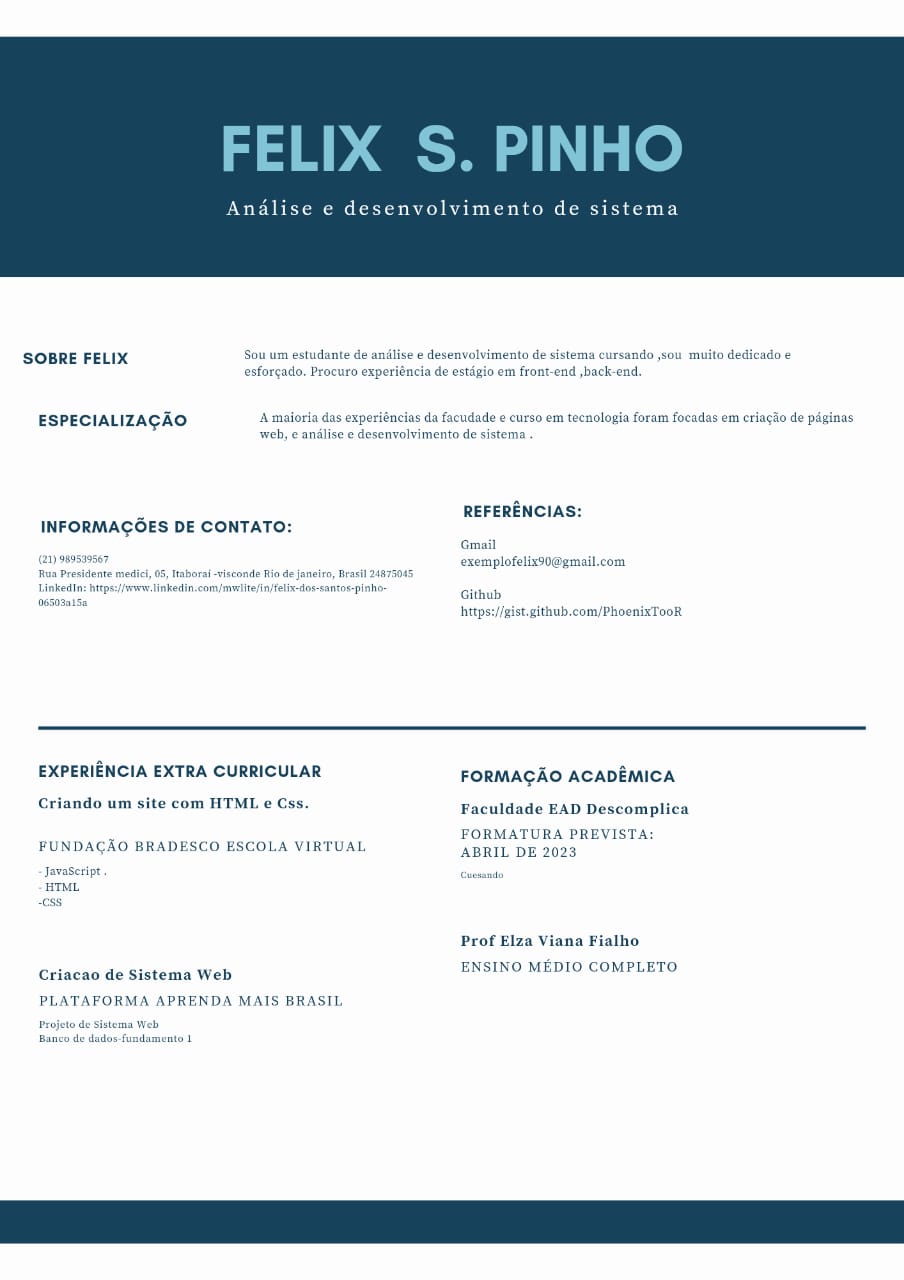 FELIX S. PINHO
Análise e desenvolvimento de sistema
SOBRE FELIX
Sou um estudante de análise e desenvolvimento de sistema cursando ,sou muito dedicado e
esforçado. Procuro experiência de estágio em front-end ,back-end.
ESPECIALIZAÇÃO
A maioria das experiências da facudade e curso em tecnologia foram focadas em criação de páginas
web, e análise e desenvolvimento de sistema .
INFORMAÇÕES DE CONTATO:
(21) 989539567
Rua Presidente medici, 05, Itaboraí -visconde Rio de janeiro, Brasil 24875045
LinkedIn: https://www.linkedin.com/mwlite/in/felix-dos-santos-pinho-
06503a15a
REFERÊNCIAS:
Gmail
exemplofelix90@gmail.com
Github
https://gist.github.com/PhoenixTooR
EXPERIÊNCIA EXTRA CURRICULAR
Criando um site com HTML e Css.
FUNDAÇÃO BRADESCO ESCOLA VIRTUAL
- JavaScript .
- HTML
-CSS
Criacao de Sistema Web
PLATAFORMA APRENDA MAIS BRASIL
Projeto de Sistema Web
Banco de dados-fundamento 1
FORMAÇÃO ACADÊMICA
Faculdade EAD Descomplica
FORMATURA PREVISTA:
ABRIL DE 2023
Cuesando
Prof Elza Viana Fialho
ENSINO MÉDIO COMPLETO